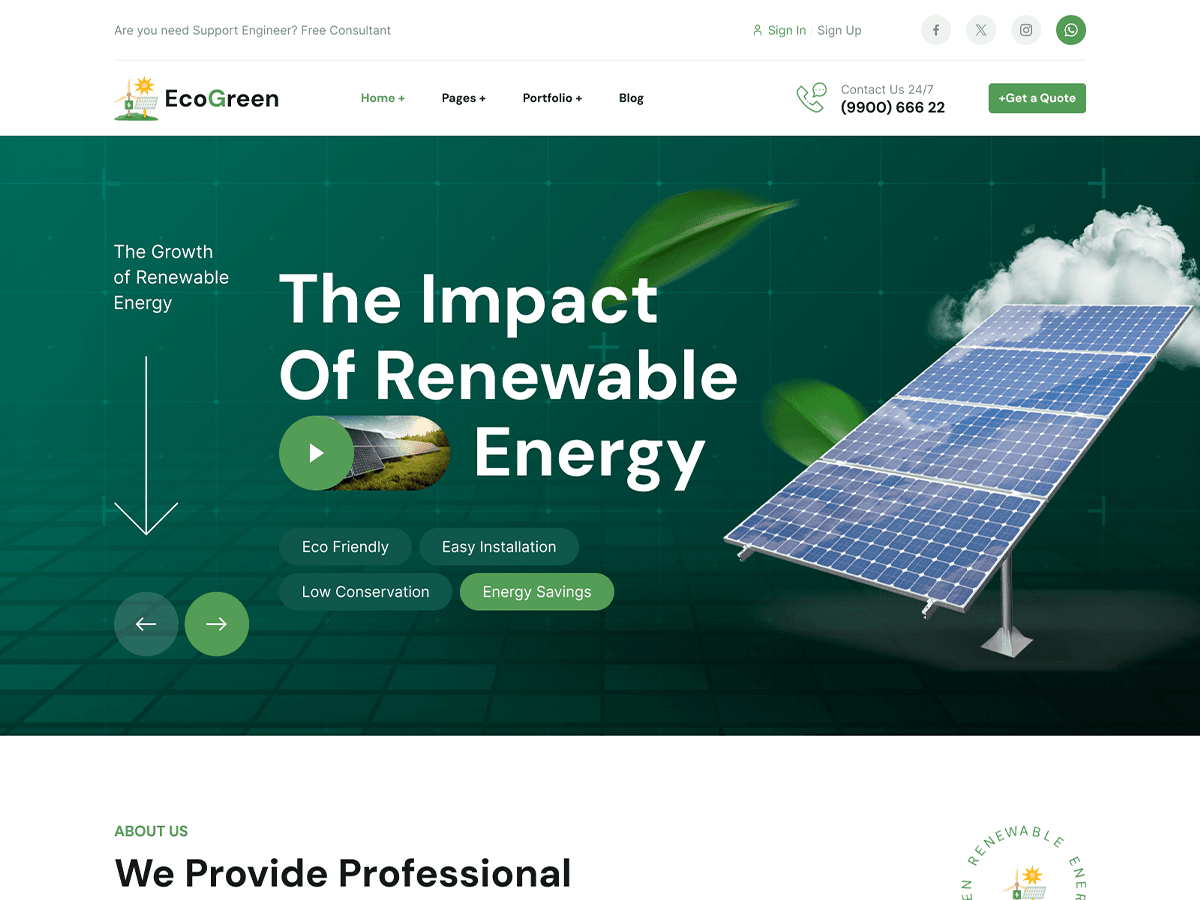 Are you need Support Engineer? Free Consultant
Sign In / Sign Up
EcoGreen
Home +
Pages +
Portfolio +
Blog
Contact Us 24/7
(9900) 666 22
+Get a Quote
The Growth
of Renewable
Energy
The Impact
Of Renewable
Energy
Eco Friendly
Easy Installation
Low Conservation
Energy Savings
ABOUT US
We Provide Professional
RENEWABLE